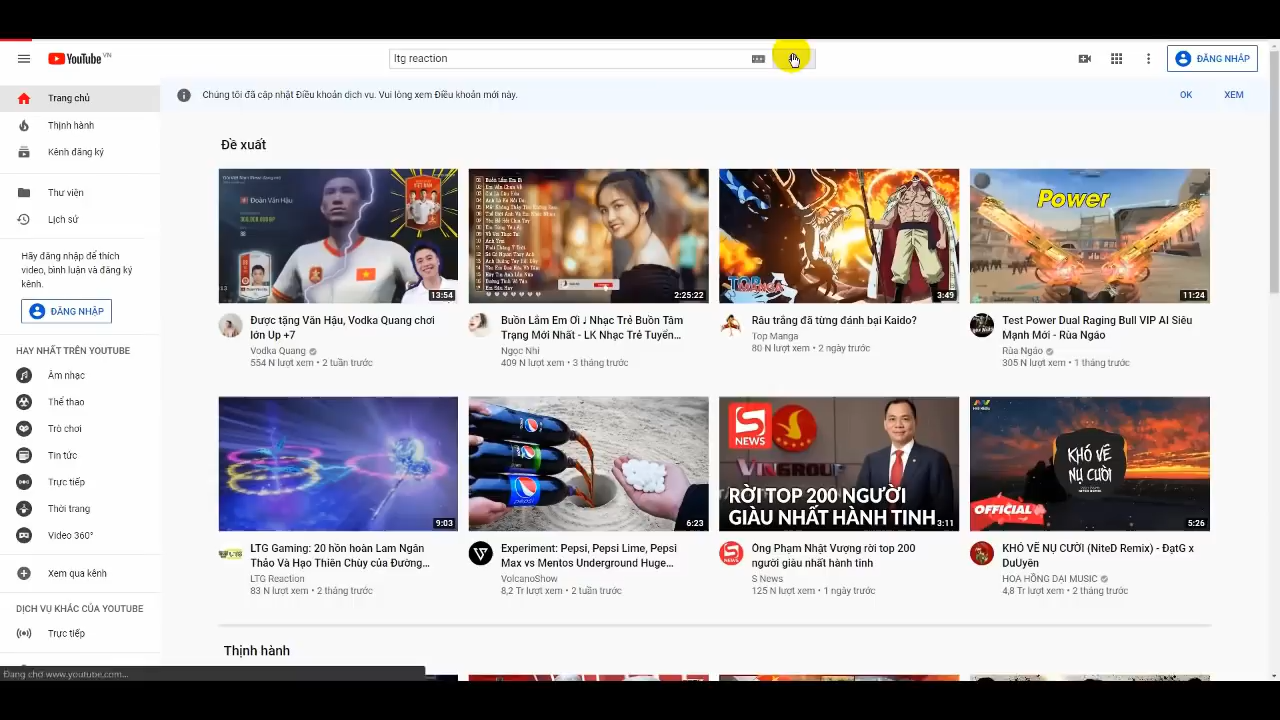 YouTube VN
ltg reaction
ĐĂNG NHẬP
Trang chủ
Thịnh hành
Kênh đăng ký
Thư viện
Lịch sử
Hãy đăng nhập để thích
video, bình luận và đăng ký
kênh.
ĐĂNG NHẬP
HAY NHẤT TRÊN YOUTUBE
Âm nhạc
Thể thao
Trò chơi
Tin tức
Trực tiếp
Thời trang
Video 360°
Xem qua kênh
DỊCH VỤ KHÁC CỦA YOUTUBE
Trực tiếp
Đang chờ www.youtube.com...
Chúng tôi đã cập nhật Điều khoản dịch vụ. Vui lòng xem Điều khoản mới này.
OK
XEM
Đề xuất
Đoàn Văn Hậu
13:54
Được tặng Văn Hậu, Vodka Quang chơi
lớn Up +7
Vodka Quang
554 N lượt xem • 2 tuần trước
2:25:22
Buồn Lắm Em Ơi ♩ Nhạc Trẻ Buồn Tâm
Trạng Mới Nhất - LK Nhạc Trẻ Tuyển...
Ngọc Nhi
409 N lượt xem • 3 tháng trước
TOP
MANGA
3:49
Râu trắng đã từng đánh bại Kaido?
Top Manga
80 N lượt xem • 2 ngày trước
Power
11:24
Test Power Dual Raging Bull VIP AI Siêu
Mạnh Mới - Rùa Ngáo
Rùa Ngáo
305 N lượt xem • 1 tháng trước
9:03
LTG Gaming: 20 hồn hoàn Lam Ngân
Thảo Và Hạo Thiên Chùy của Đường...
LTG Reaction
83 N lượt xem • 2 tháng trước
pepsi
6:23
Experiment: Pepsi, Pepsi Lime, Pepsi
Max vs Mentos Underground Huge...
VolcanoShow
8,2 Tr lượt xem • 2 tuần trước
S
NEWS
VINGROUP
RỜI TOP 200 NGƯỜI
GIÀU NHẤT HÀNH TINH
3:11
Ông Phạm Nhật Vượng rời top 200
người giàu nhất hành tinh
S News
125 N lượt xem • 1 ngày trước
KHÓ VẼ
NỤ CƯỜI
OFFICIAL
5:26
KHÓ VẼ NỤ CƯỜI (NiteD Remix) - ĐạtG x
DuUyên
HOA HỒNG DẠI MUSIC
4,8 Tr lượt xem • 2 tháng trước
Thịnh hành